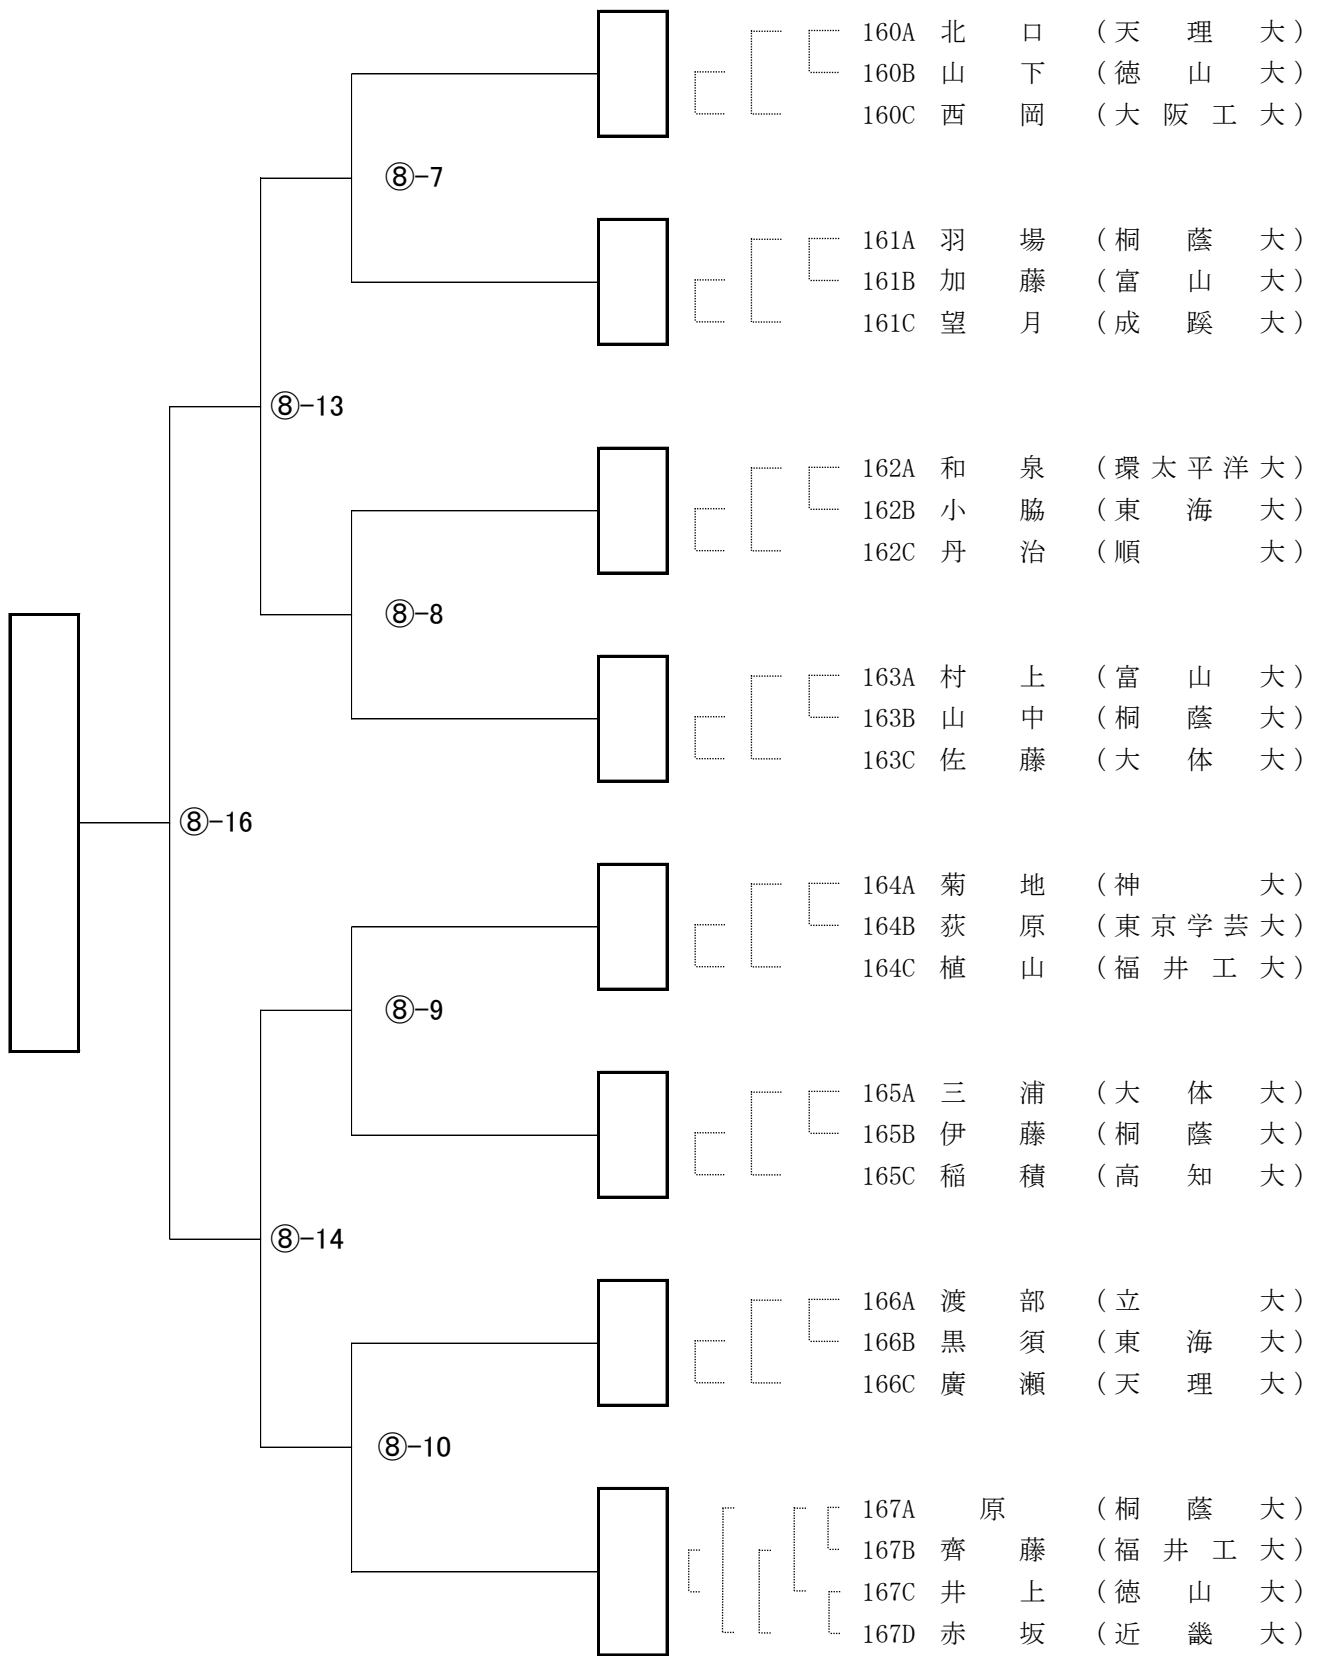 160A 北口 (天理大)
160B 山下 (徳山大)
160C 西岡 (大阪工大)
⑧-7
161A 羽場 (桐蔭大)
161B 加藤 (富山大)
161C 望月 (成蹊大)
⑧-13
162A 和泉 (環太平洋大)
162B 小脇 (東海大)
162C 丹治 (順大)
⑧-8
163A 村上 (富山大)
163B 山中 (桐蔭大)
163C 佐藤 (大体大)
⑧-16
164A 菊地 (神大)
164B 荻原 (東京学芸大)
164C 植山 (福井工大)
⑧-9
165A 三浦 (大体大)
165B 伊藤 (桐蔭大)
165C 稲積 (高知大)
⑧-14
166A 渡部 (立大)
166B 黒須 (東海大)
166C 廣瀬 (天理大)
⑧-10
167A 原 (桐蔭大)
167B 齊藤 (福井工大)
167C 井上 (徳山大)
167D 赤坂 (近畿大)